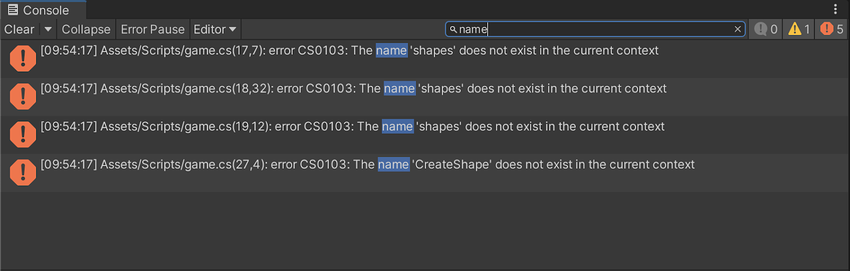 Console
Clear Collapse Error Pause Editor name 0 1 5
[09:54:17] Assets/Scripts/game.cs(17,7): error CS0103: The name 'shapes' does not exist in the current context
[09:54:17] Assets/Scripts/game.cs(18,32): error CS0103: The name 'shapes' does not exist in the current context
[09:54:17] Assets/Scripts/game.cs(19,12): error CS0103: The name 'shapes' does not exist in the current context
[09:54:17] Assets/Scripts/game.cs(27,4): error CS0103: The name 'CreateShape' does not exist in the current context